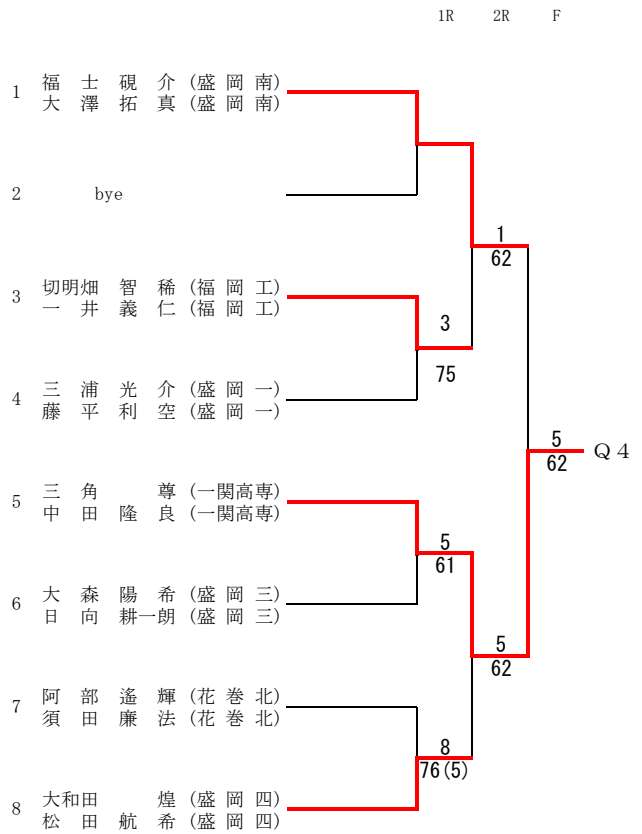 1R 2R F
1 福 士 硯 介 (盛 岡 南)
大 澤 拓 真 (盛 岡 南)
2 bye
1
62
3 切明畑 智 稀 (福 岡 工)
一 井 義 仁 (福 岡 工)
3
75
4 三 浦 光 介 (盛 岡 一)
藤 平 利 空 (盛 岡 一)
5
62
Q4
5 三 角 尊 (一関高専)
中 田 隆 良 (一関高専)
5
61
6 大 森 陽 希 (盛 岡 三)
日 向 耕一朗 (盛 岡 三)
5
62
7 阿 部 遙 輝 (花 巻 北)
須 田 廉 法 (花 巻 北)
8
76(5)
8 大和田 煌 (盛 岡 四)
松 田 航 希 (盛 岡 四)